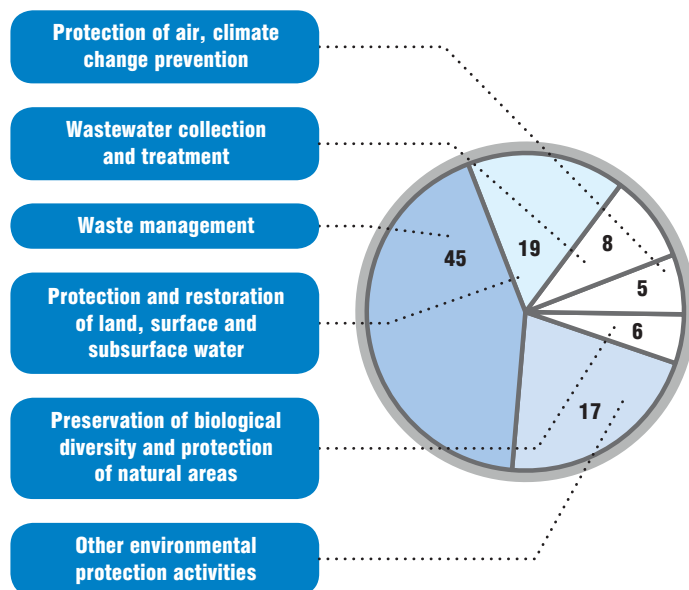 Protection of air, climate
change prevention
Wastewater collection
and treatment
Waste management
Protection and restoration
of land, surface and
subsurface water
Preservation of biological
diversity and protection
of natural areas
Other environmental
protection activities
45
19
8
5
6
17